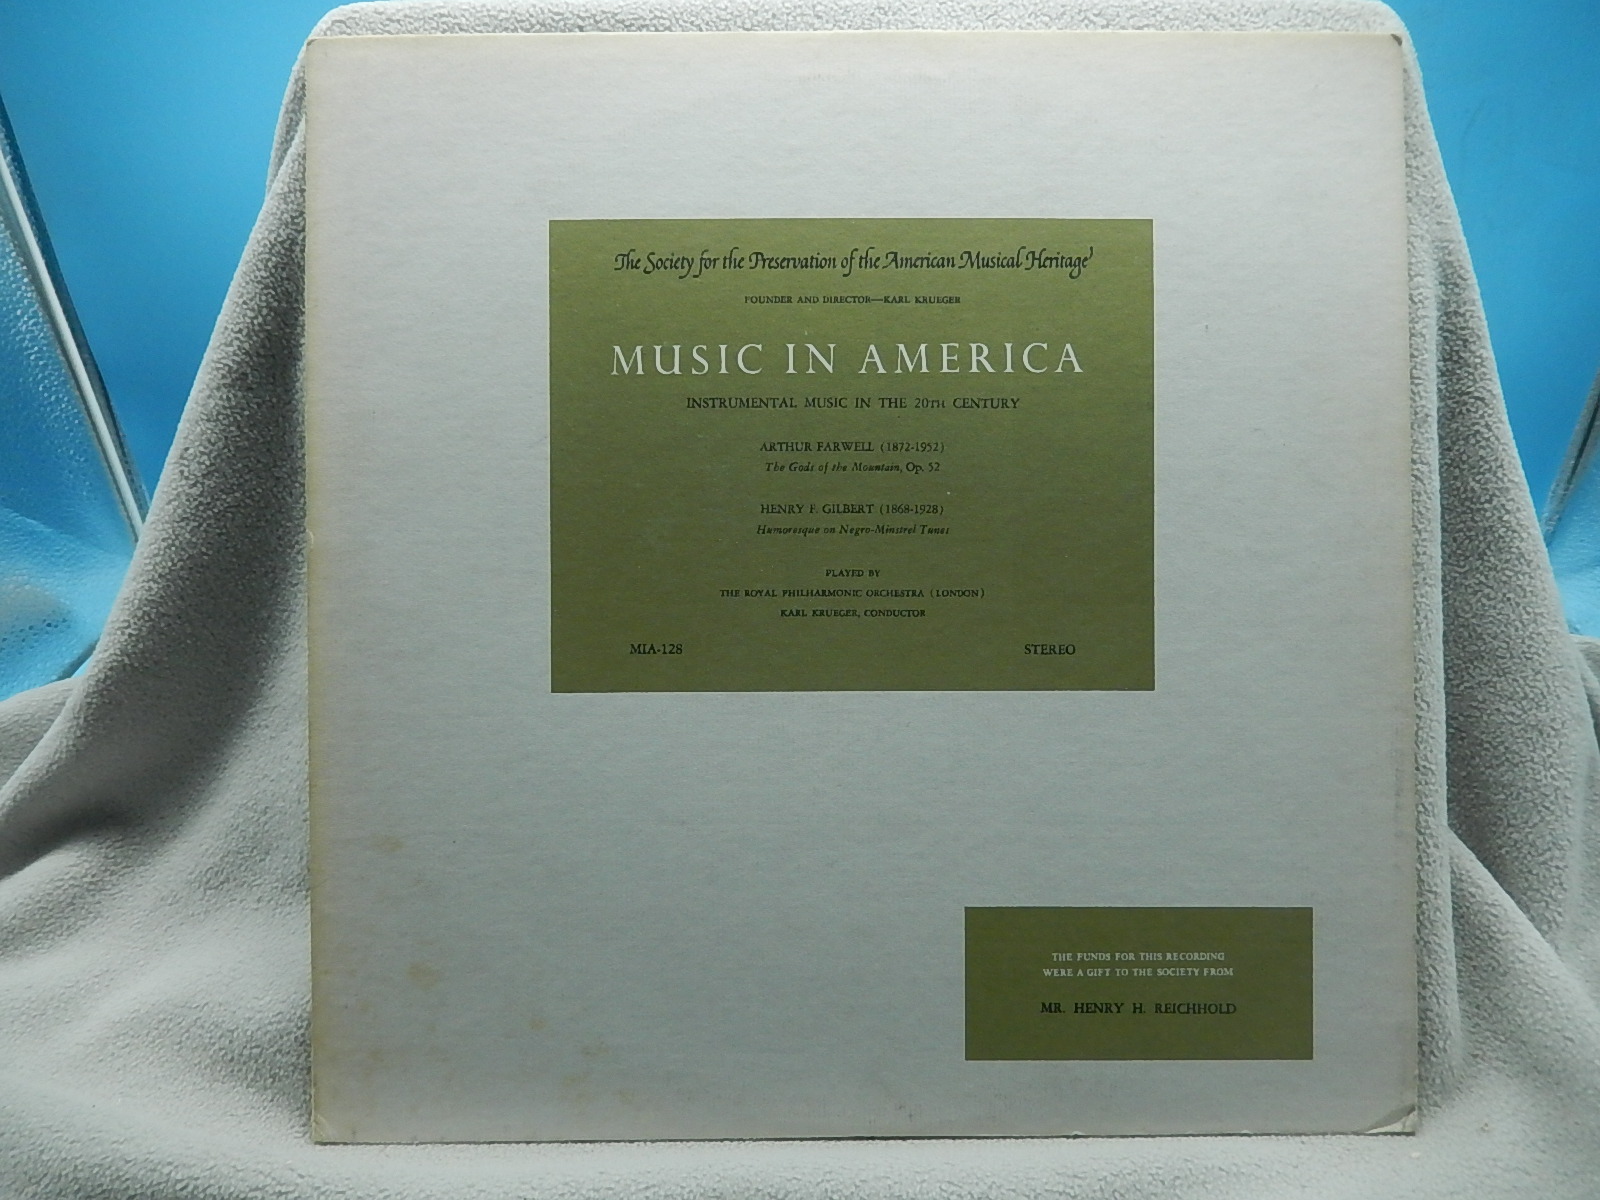 The Society for the Preservation of the American Musical Heritage
FOUNDER AND DIRECTOR—KARL KRUEGER
MUSIC IN AMERICA
INSTRUMENTAL MUSIC IN THE 20TH CENTURY
ARTHUR FARWELL (1872-1952)
The Gods of the Mountain, Op. 52
HENRY F. GILBERT (1868-1928)
Humoresque on Negro-Minstrel Tunes
PLAYED BY
THE ROYAL PHILHARMONIC ORCHESTRA (LONDON)
KARL KRUEGER, CONDUCTOR
MIA-128 STEREO
THE FUNDS FOR THIS RECORDING
WERE A GIFT TO THE SOCIETY FROM
MR. HENRY H. REICHHOLD